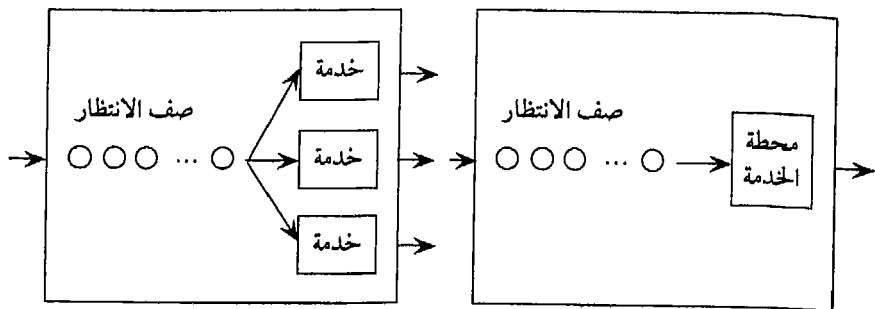 خدمة
صف الانتظار
خدمة
خدمة
صف الانتظار
محطة
الخدمة